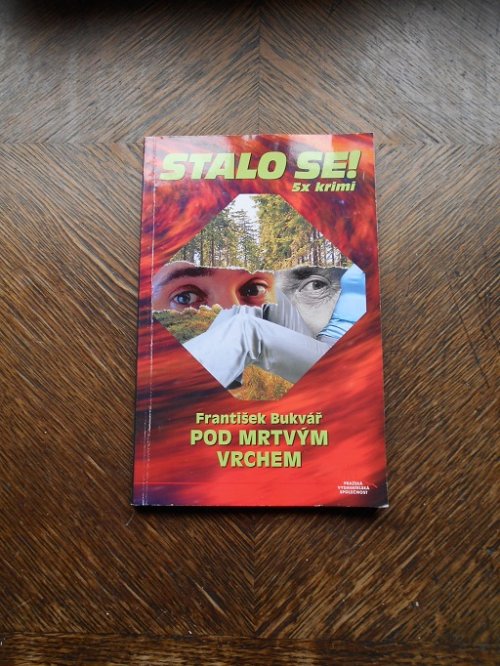 STALO SE!
5x krimi
František Bukvář
POD MRTVÝM
VRCHEM
PRAŽSKÁ
VYDAVATELSKÁ
SPOLEČNOST